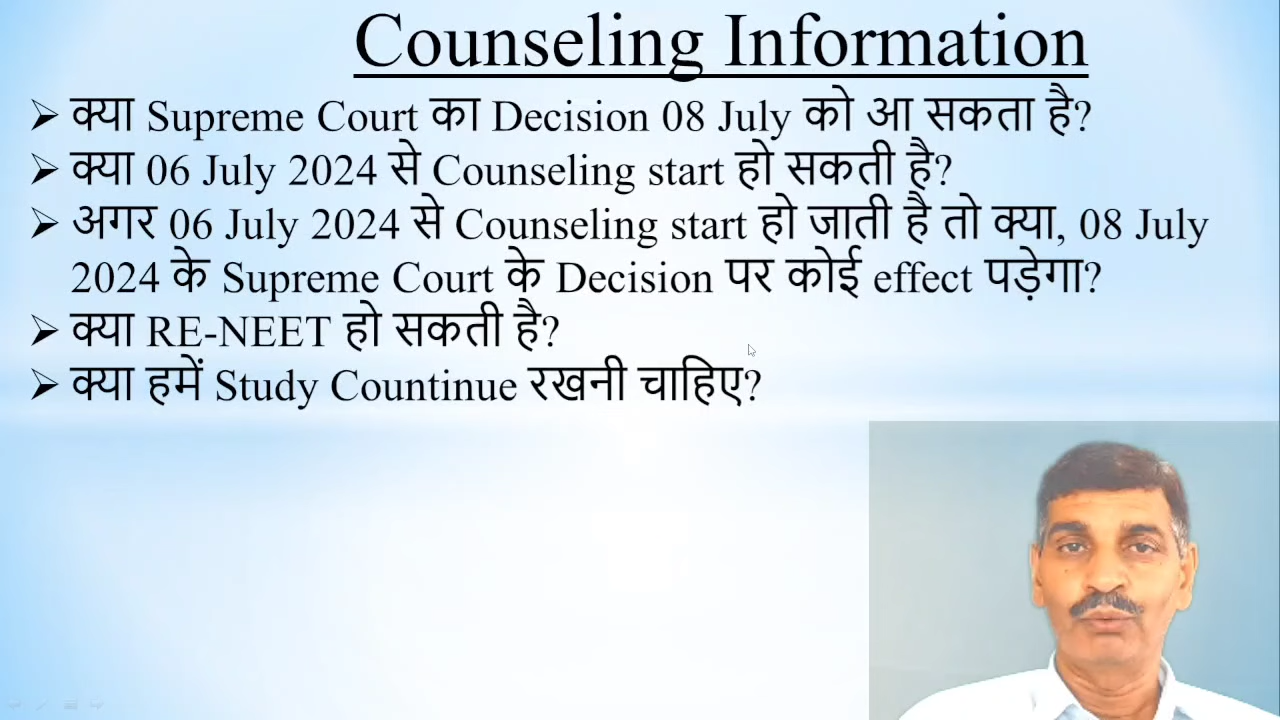 Counseling Information
➢ क्या Supreme Court का Decision 08 July को आ सकता है?
➢ क्या 06 July 2024 से Counseling start हो सकती है?
➢ अगर 06 July 2024 से Counseling start हो जाती है तो क्या, 08 July
2024 के Supreme Court के Decision पर कोई effect पड़ेगा?
➢ क्या RE-NEET हो सकती है?
➢ क्या हमें Study Countinue रखनी चाहिए?